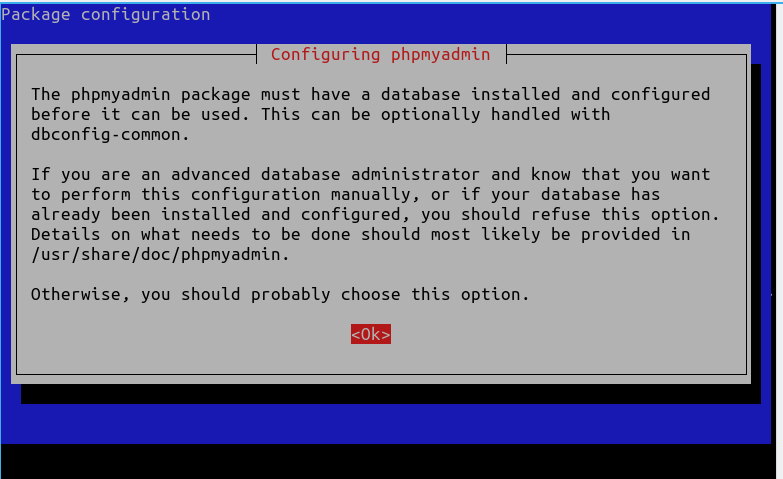 Package configuration
Configuring phpmyadmin
The phpmyadmin package must have a database installed and configured
before it can be used. This can be optionally handled with
dbconfig-common.
If you are an advanced database administrator and know that you want
to perform this configuration manually, or if your database has
already been installed and configured, you should refuse this option.
Details on what needs to be done should most likely be provided in
/usr/share/doc/phpmyadmin.
Otherwise, you should probably choose this option.
<Ok>